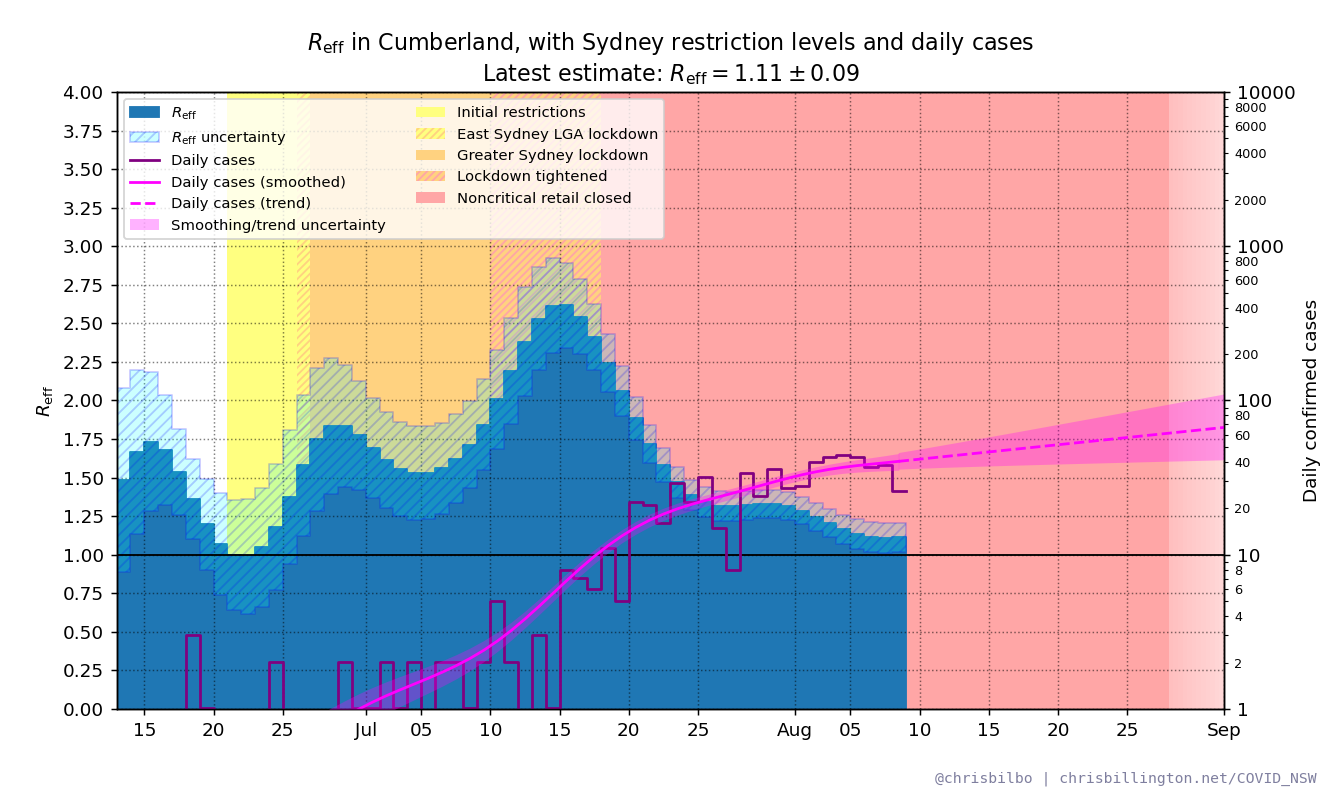 R_eff in Cumberland, with Sydney restriction levels and daily cases
Latest estimate: R_eff = 1.11 ± 0.09
R_eff
R_eff uncertainty
Daily cases
Daily cases (smoothed)
Daily cases (trend)
Smoothing/trend uncertainty
Initial restrictions
East Sydney LGA lockdown
Greater Sydney lockdown
Lockdown tightened
Noncritical retail closed
R_eff
4.00
3.75
3.50
3.25
3.00
2.75
2.50
2.25
2.00
1.75
1.50
1.25
1.00
0.75
0.50
0.25
0.00
10000
8000
6000
4000
2000
1000
800
600
400
200
100
80
60
40
20
10
8
6
4
2
1
Daily confirmed cases
15 20 25 Jul 05 10 15 20 25 Aug 05 10 15 20 25 Sep
@chrisbilbo | chrisbillington.net/COVID_NSW